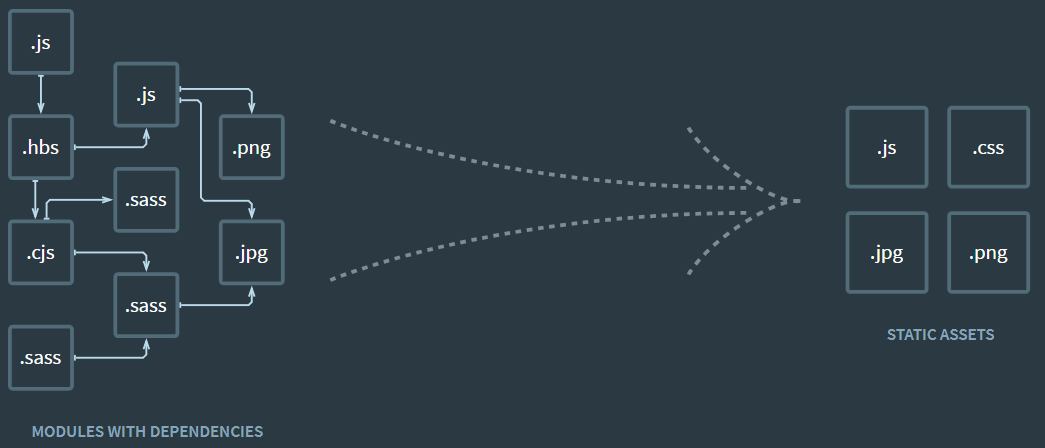 .js
.js
.hbs
.png
.sass
.cjs
.jpg
.sass
.sass
MODULES WITH DEPENDENCIES
.js
.css
.jpg
.png
STATIC ASSETS